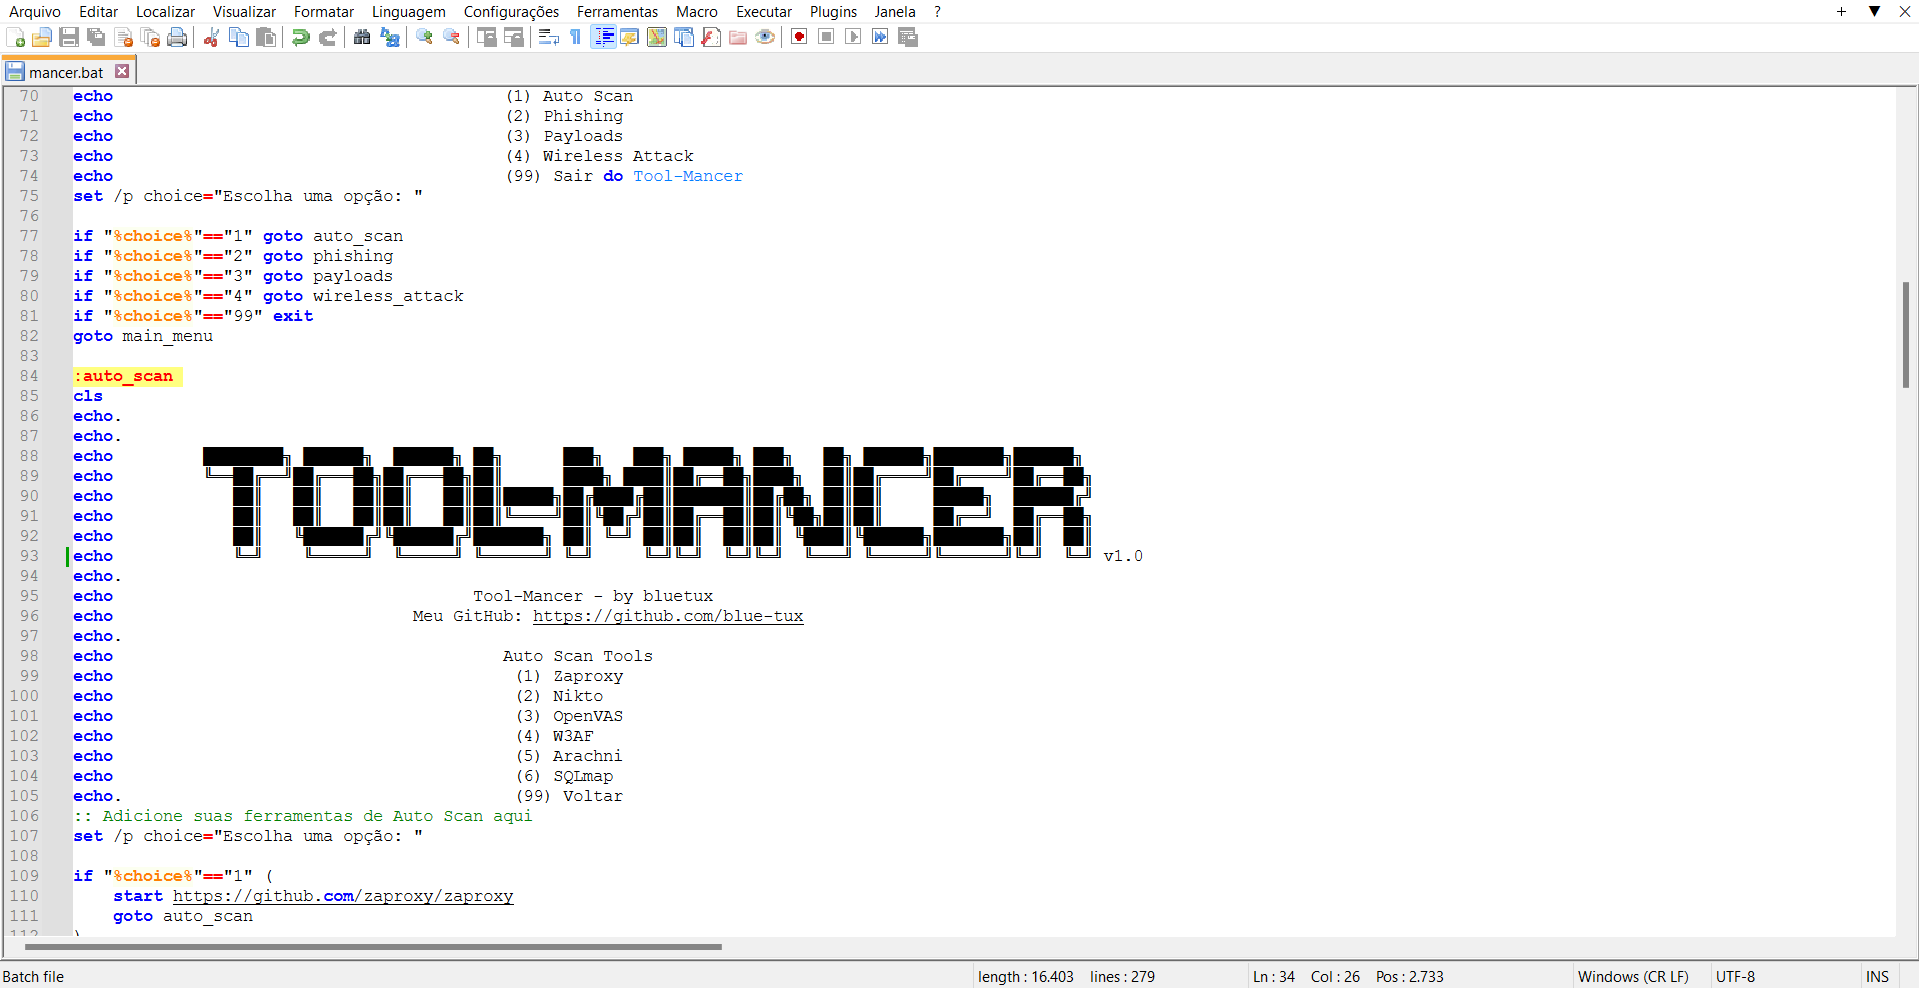 Arquivo Editar Localizar Visualizar Formatar Linguagem Configurações Ferramentas Macro Executar Plugins Janela ?
mancer.bat
70 echo (1) Auto Scan
71 echo (2) Phishing
72 echo (3) Payloads
73 echo (4) Wireless Attack
74 echo (99) Sair do Tool-Mancer
75 set /p choice="Escolha uma opção: "
76
77 if "%choice%"=="1" goto auto_scan
78 if "%choice%"=="2" goto phishing
79 if "%choice%"=="3" goto payloads
80 if "%choice%"=="4" goto wireless_attack
81 if "%choice%"=="99" exit
82 goto main_menu
83
84 :auto_scan
85 cls
86 echo.
87 echo.
88 echo
89 echo
90 echo TOOL-MANCER
91 echo
92 echo
93 echo v1.0
94 echo.
95 echo Tool-Mancer - by bluetux
96 echo Meu GitHub: https://github.com/blue-tux
97 echo.
98 echo Auto Scan Tools
99 echo (1) Zaproxy
100 echo (2) Nikto
101 echo (3) OpenVAS
102 echo (4) W3AF
103 echo (5) Arachni
104 echo (6) SQLmap
105 echo. (99) Voltar
106 :: Adicione suas ferramentas de Auto Scan aqui
107 set /p choice="Escolha uma opção: "
108
109 if "%choice%"=="1" (
110 start https://github.com/zaproxy/zaproxy
111 goto auto_scan
112 )
Batch file length : 16.403 lines : 279 Ln : 34 Col : 26 Pos : 2.733 Windows (CR LF) UTF-8 INS